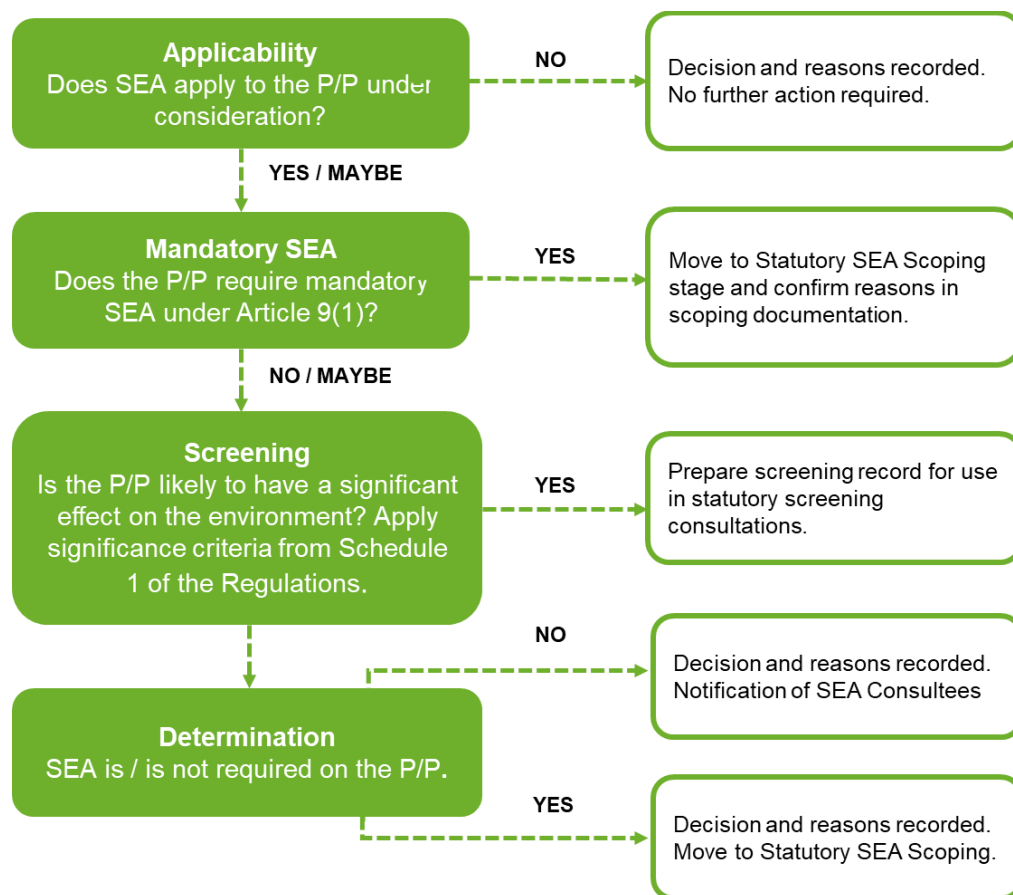 Applicability
Does SEA apply to the P/P under
consideration?
NO
Decision and reasons recorded.
No further action required.
YES / MAYBE
Mandatory SEA
Does the P/P require mandatory
SEA under Article 9(1)?
YES
Move to Statutory SEA Scoping
stage and confirm reasons in
scoping documentation.
NO / MAYBE
Screening
Is the P/P likely to have a significant
effect on the environment? Apply
significance criteria from Schedule
1 of the Regulations.
YES
Prepare screening record for use
in statutory screening
consultations.
Determination
SEA is / is not required on the P/P.
NO
Decision and reasons recorded.
Notification of SEA Consultees
YES
Decision and reasons recorded.
Move to Statutory SEA Scoping.